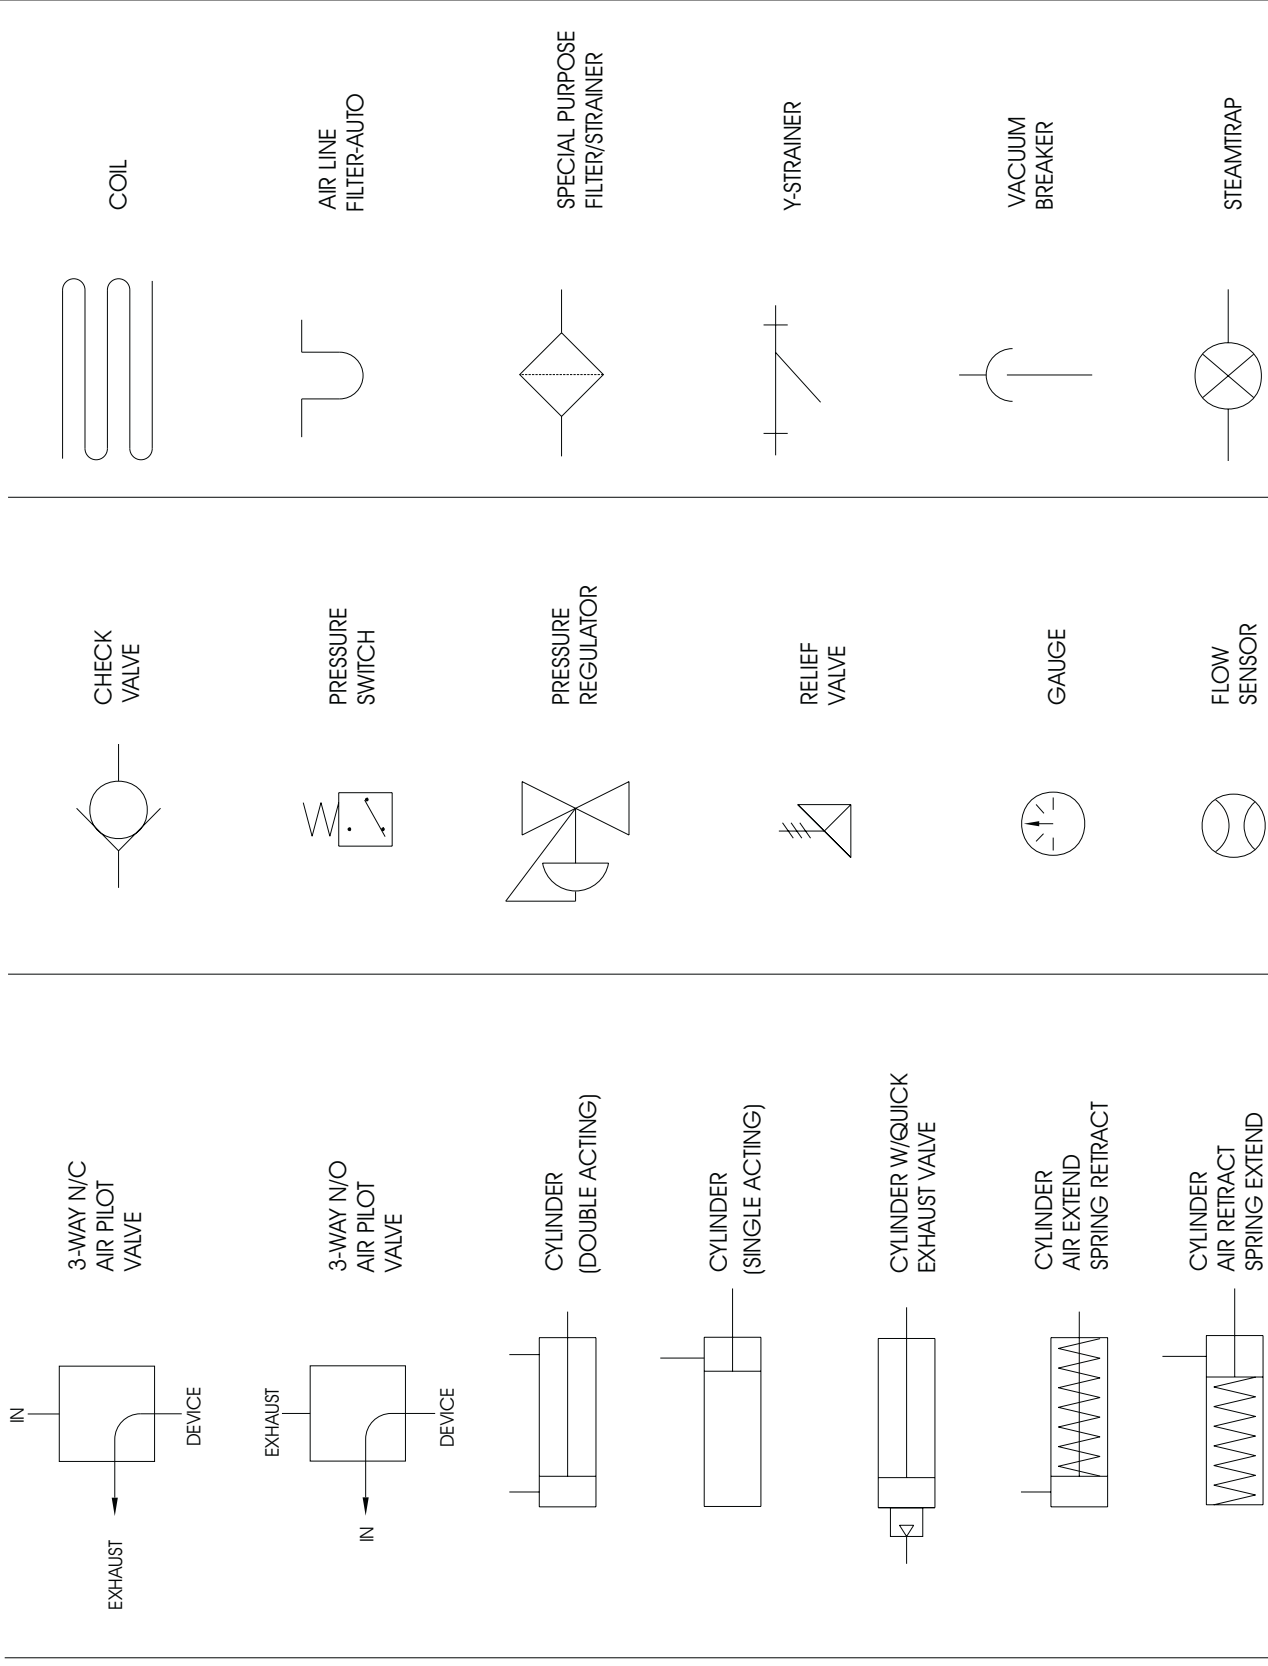 IN
EXHAUST
DEVICE
3-WAY N/C
AIR PILOT
VALVE
EXHAUST
IN
DEVICE
3-WAY N/O
AIR PILOT
VALVE
CYLINDER
(DOUBLE ACTING)
CYLINDER
(SINGLE ACTING)
CYLINDER W/QUICK
EXHAUST VALVE
CYLINDER
AIR EXTEND
SPRING RETRACT
CYLINDER
AIR RETRACT
SPRING EXTEND
CHECK
VALVE
PRESSURE
SWITCH
PRESSURE
REGULATOR
RELIEF
VALVE
GAUGE
FLOW
SENSOR
COIL
AIR LINE
FILTER-AUTO
SPECIAL PURPOSE
FILTER/STRAINER
Y-STRAINER
VACUUM
BREAKER
STEAMTRAP